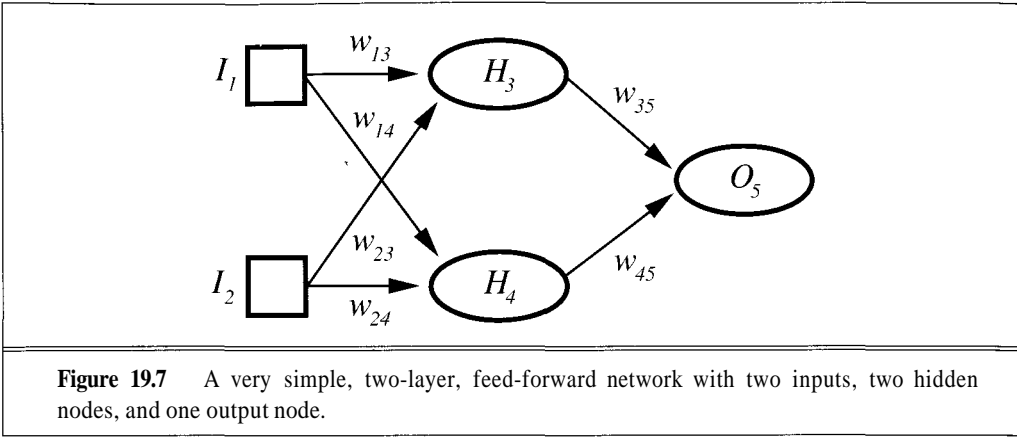 w13
I1
H3
w14
w35
O5
w23
w45
I2
H4
w24
Figure 19.7 A very simple, two-layer, feed-forward network with two inputs, two hidden
nodes, and one output node.